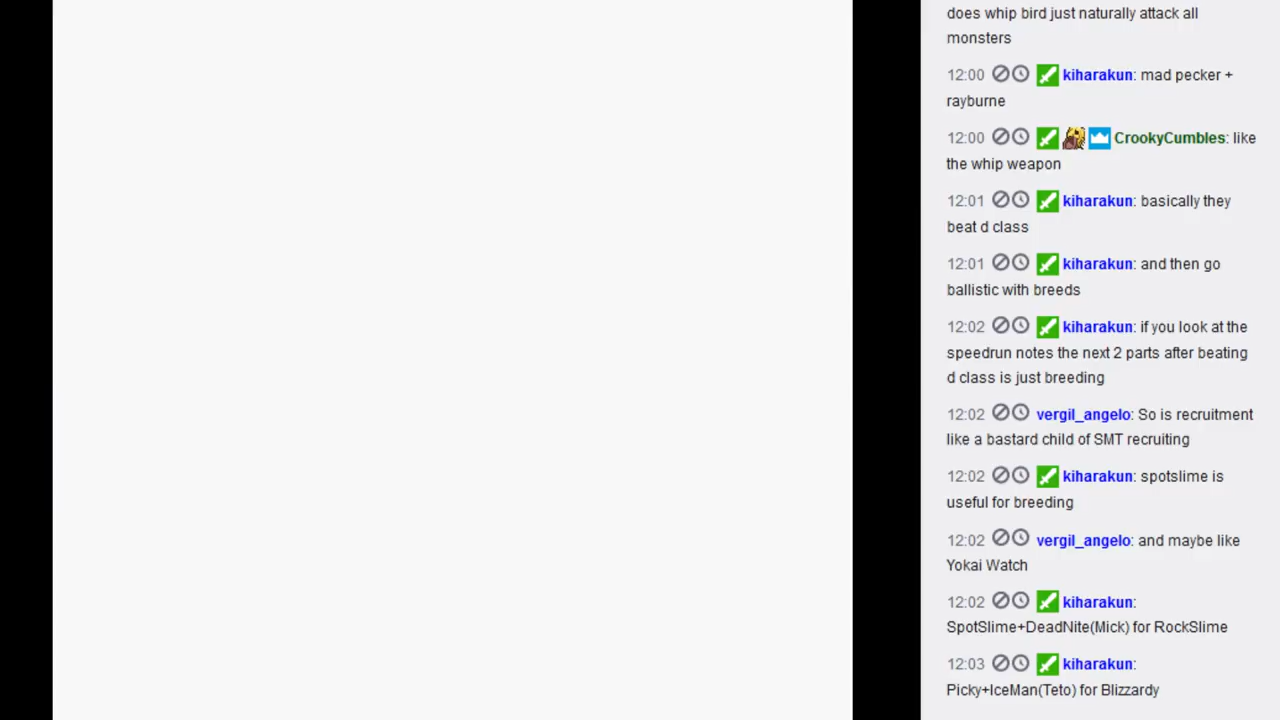 does whip bird just naturally attack all
monsters
12:00 kiharakun: mad pecker +
rayburne
12:00 CrookyCumbles: like
the whip weapon
12:01 kiharakun: basically they
beat d class
12:01 kiharakun: and then go
ballistic with breeds
12:02 kiharakun: if you look at the
speedrun notes the next 2 parts after beating
d class is just breeding
12:02 vergil_angelo: So is recruitment
like a bastard child of SMT recruiting
12:02 kiharakun: spotslime is
useful for breeding
12:02 vergil_angelo: and maybe like
Yokai Watch
12:02 kiharakun:
SpotSlime+DeadNite(Mick) for RockSlime
12:03 kiharakun:
Picky+IceMan(Teto) for Blizzardy